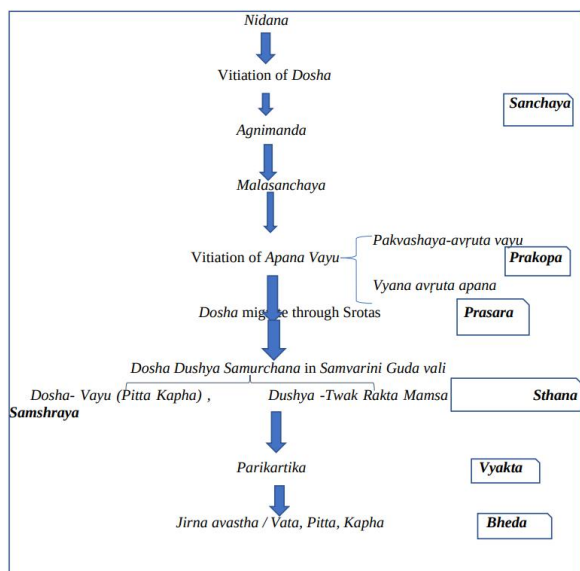 Nidana
Vitiation of Dosha
Sanchaya
Agnimanda
Malasanchaya
Pakvashaya-avṛuta vayu
Vitiation of Apana Vayu
Prakopa
Vyana avṛuta apana
Dosha through Srotas
Prasara
Dosha Dushya Samurchana in Samvarini Guda vali
Dosha- Vayu (Pitta Kapha) , Dushya -Twak Rakta Mamsa Sthana
Samshraya
Parikartika
Vyakta
Jirna avastha / Vata, Pitta, Kapha
Bheda